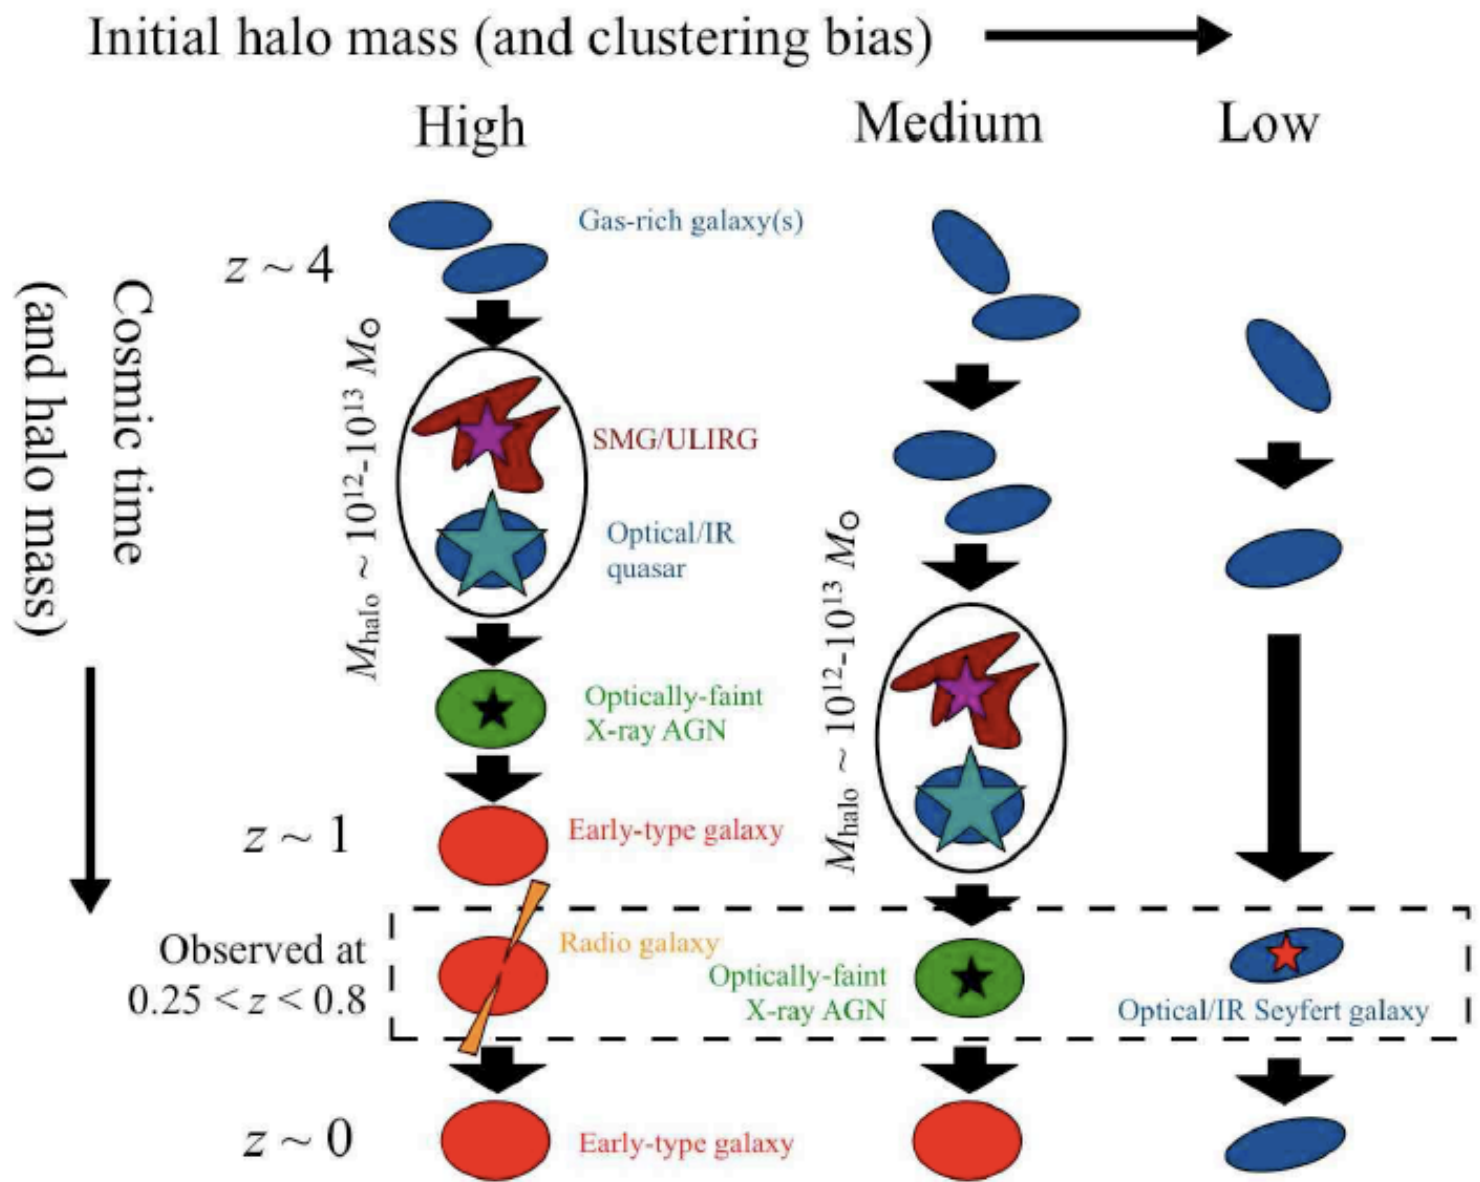 Initial halo mass (and clustering bias)
High
Medium
Low
Gas-rich galaxy(s)
z ~ 4
Cosmic time
(and halo mass)
M_halo ~ 10^12-10^13 M_⊙
SMG/ULIRG
Optical/IR
quasar
M_halo ~ 10^12-10^13 M_⊙
Optically-faint
X-ray AGN
z ~ 1
Early-type galaxy
Observed at
0.25 < z < 0.8
Radio galaxy
Optically-faint
X-ray AGN
Optical/IR Seyfert galaxy
z ~ 0
Early-type galaxy